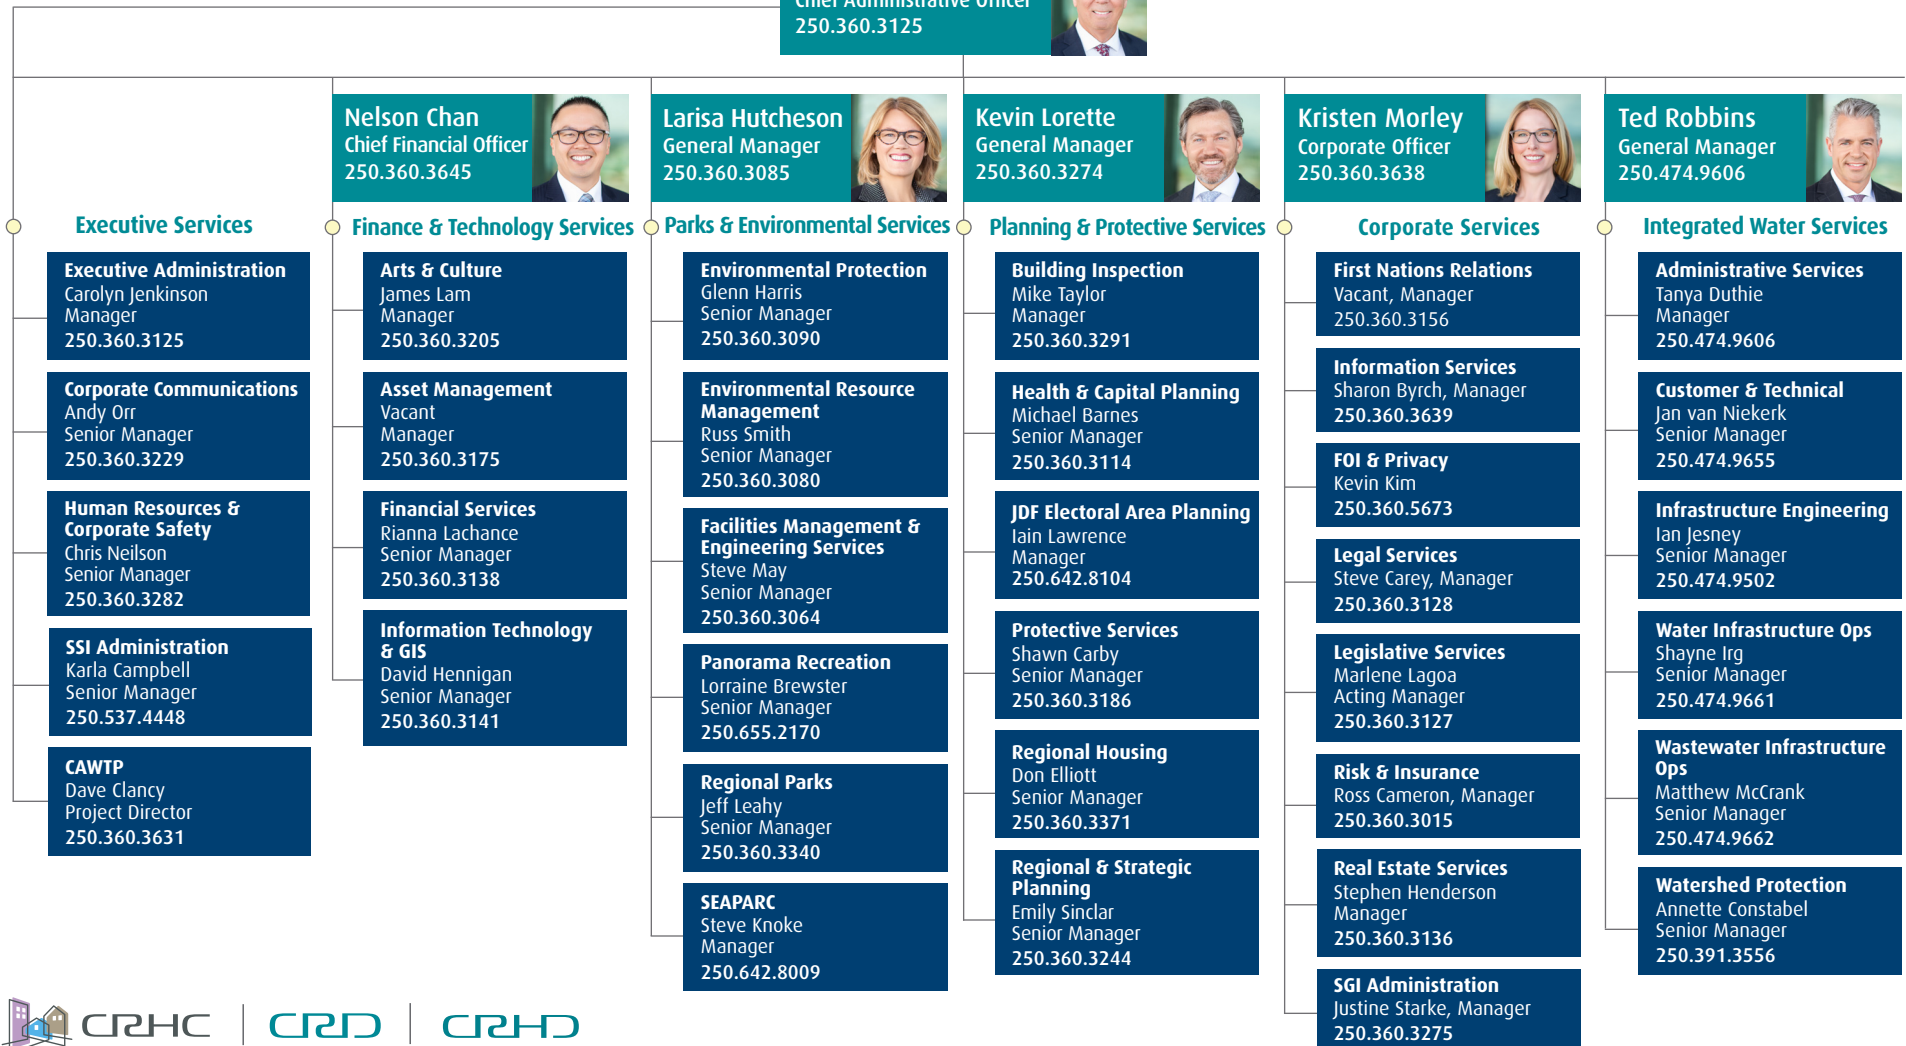 Chief Administrative Officer
250.360.3125
Nelson Chan
Chief Financial Officer
250.360.3645
Larisa Hutcheson
General Manager
250.360.3085
Kevin Lorette
General Manager
250.360.3274
Kristen Morley
Corporate Officer
250.360.3638
Ted Robbins
General Manager
250.474.9606
Executive Services
Executive Administration
Carolyn Jenkinson
Manager
250.360.3125
Corporate Communications
Andy Orr
Senior Manager
250.360.3229
Human Resources &
Corporate Safety
Chris Neilson
Senior Manager
250.360.3282
SSI Administration
Karla Campbell
Senior Manager
250.537.4448
CAWTP
Dave Clancy
Project Director
250.360.3631
Finance & Technology Services
Arts & Culture
James Lam
Manager
250.360.3205
Asset Management
Vacant
Manager
250.360.3175
Financial Services
Rianna Lachance
Senior Manager
250.360.3138
Information Technology
& GIS
David Hennigan
Senior Manager
250.360.3141
Parks & Environmental Services
Environmental Protection
Glenn Harris
Senior Manager
250.360.3090
Environmental Resource
Management
Russ Smith
Senior Manager
250.360.3080
Facilities Management &
Engineering Services
Steve May
Senior Manager
250.360.3064
Panorama Recreation
Lorraine Brewster
Senior Manager
250.655.2170
Regional Parks
Jeff Leahy
Senior Manager
250.360.3340
SEAPARC
Steve Knoke
Manager
250.642.8009
Planning & Protective Services
Building Inspection
Mike Taylor
Manager
250.360.3291
Health & Capital Planning
Michael Barnes
Senior Manager
250.360.3114
JDF Electoral Area Planning
Iain Lawrence
Manager
250.642.8104
Protective Services
Shawn Carby
Senior Manager
250.360.3186
Regional Housing
Don Elliott
Senior Manager
250.360.3371
Regional & Strategic
Planning
Emily Sinclar
Senior Manager
250.360.3244
Corporate Services
First Nations Relations
Vacant, Manager
250.360.3156
Information Services
Sharon Byrch, Manager
250.360.3639
FOI & Privacy
Kevin Kim
250.360.5673
Legal Services
Steve Carey, Manager
250.360.3128
Legislative Services
Marlene Lagoa
Acting Manager
250.360.3127
Risk & Insurance
Ross Cameron, Manager
250.360.3015
Real Estate Services
Stephen Henderson
Manager
250.360.3136
SGI Administration
Justine Starke, Manager
250.360.3275
Integrated Water Services
Administrative Services
Tanya Duthie
Manager
250.474.9606
Customer & Technical
Jan van Niekerk
Senior Manager
250.474.9655
Infrastructure Engineering
Ian Jesney
Senior Manager
250.474.9502
Water Infrastructure Ops
Shayne Irg
Senior Manager
250.474.9661
Wastewater Infrastructure
Ops
Matthew McCrank
Senior Manager
250.474.9662
Watershed Protection
Annette Constabel
Senior Manager
250.391.3556
CRHC
CRD
CRHD